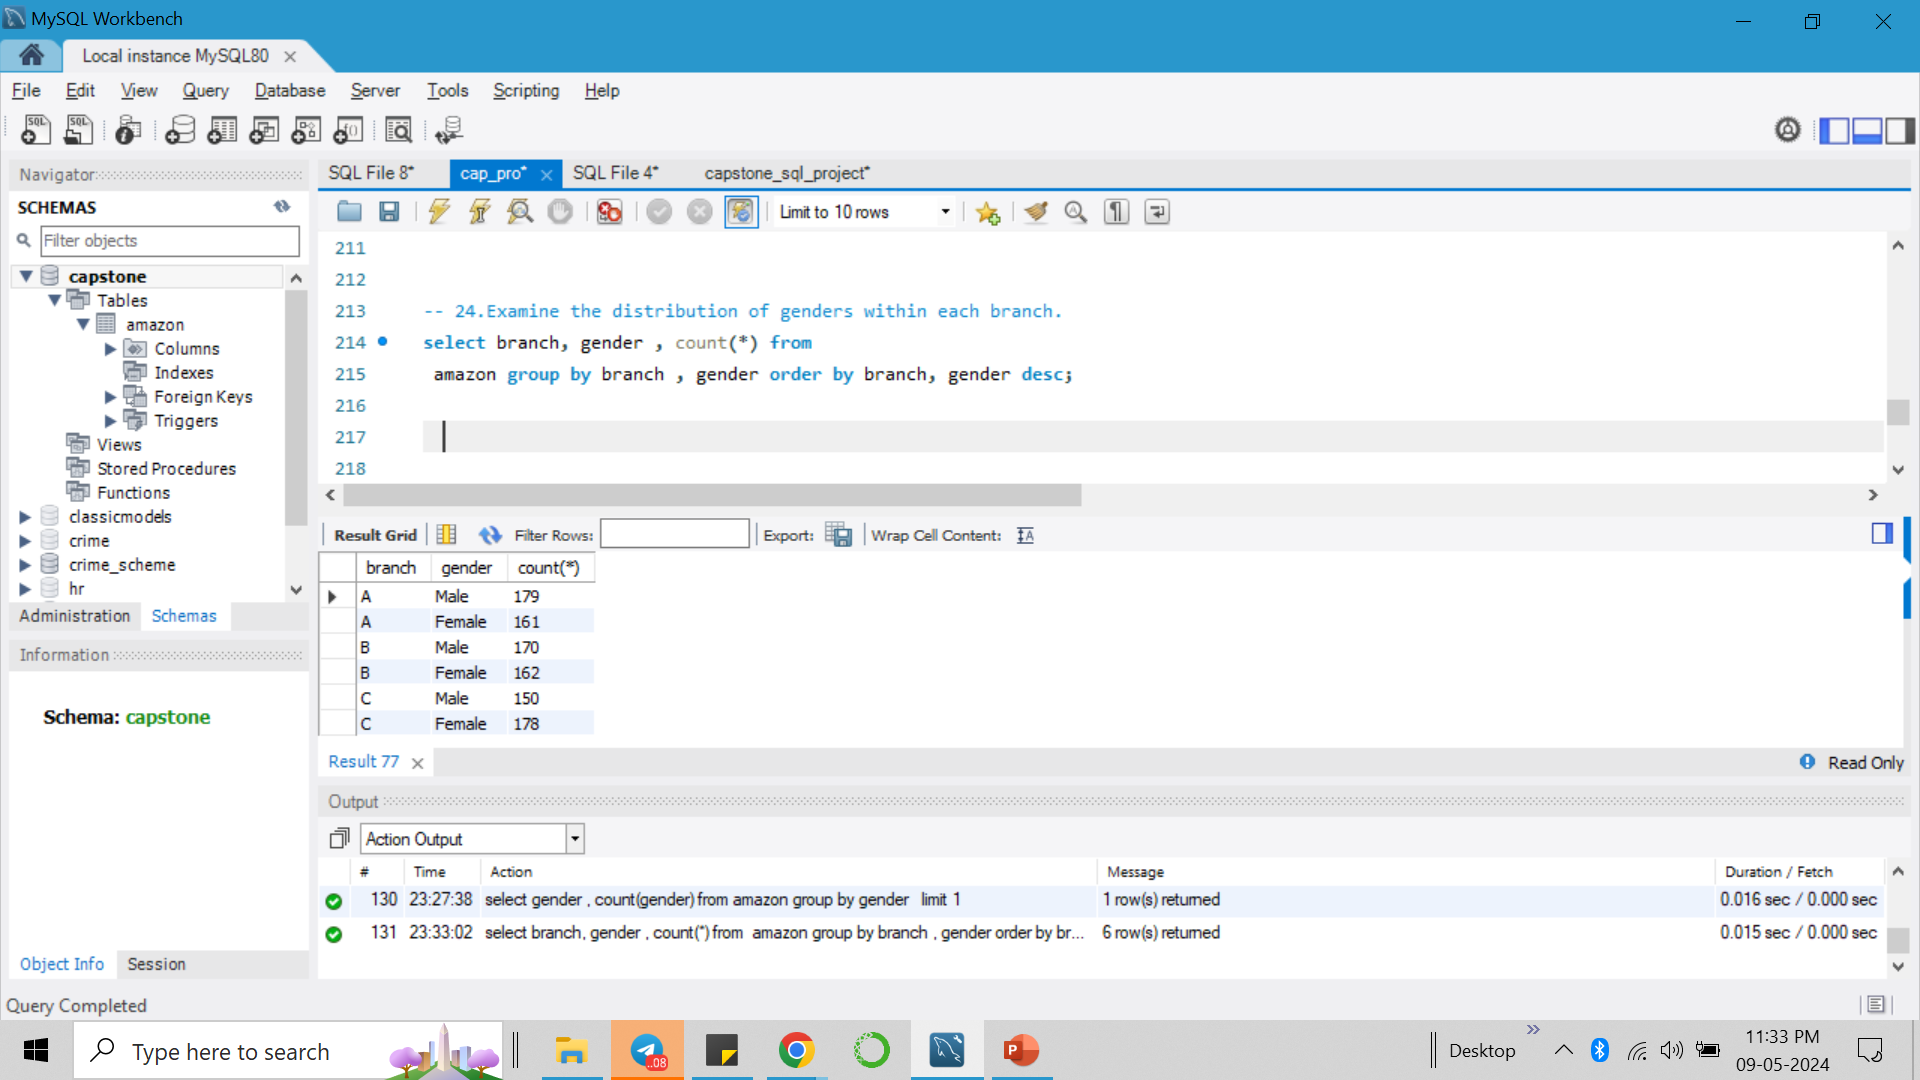 MySQL Workbench
Local instance MySQL80
File Edit View Query Database Server Tools Scripting Help
Navigator
SCHEMAS
Filter objects
capstone
Tables
amazon
Columns
Indexes
Foreign Keys
Triggers
Views
Stored Procedures
Functions
classicmodels
crime
crime_scheme
hr
Administration Schemas
Information
Schema: capstone
Object Info Session
SQL File 8* cap_pro* SQL File 4* capstone_sql_project*
Limit to 10 rows
211
212
213 -- 24.Examine the distribution of genders within each branch.
214 select branch, gender , count(*) from
215 amazon group by branch , gender order by branch, gender desc;
216
217
218
Result Grid Filter Rows: Export: Wrap Cell Content:
branch gender count(*)
A Male 179
A Female 161
B Male 170
B Female 162
C Male 150
C Female 178
Result 77 Read Only
Output
Action Output
# Time Action Message Duration / Fetch
130 23:27:38 select gender , count(gender) from amazon group by gender limit 1 1 row(s) returned 0.016 sec / 0.000 sec
131 23:33:02 select branch, gender , count(*) from amazon group by branch , gender order by br... 6 row(s) returned 0.015 sec / 0.000 sec
Query Completed
Type here to search
..08
Desktop
11:33 PM
09-05-2024